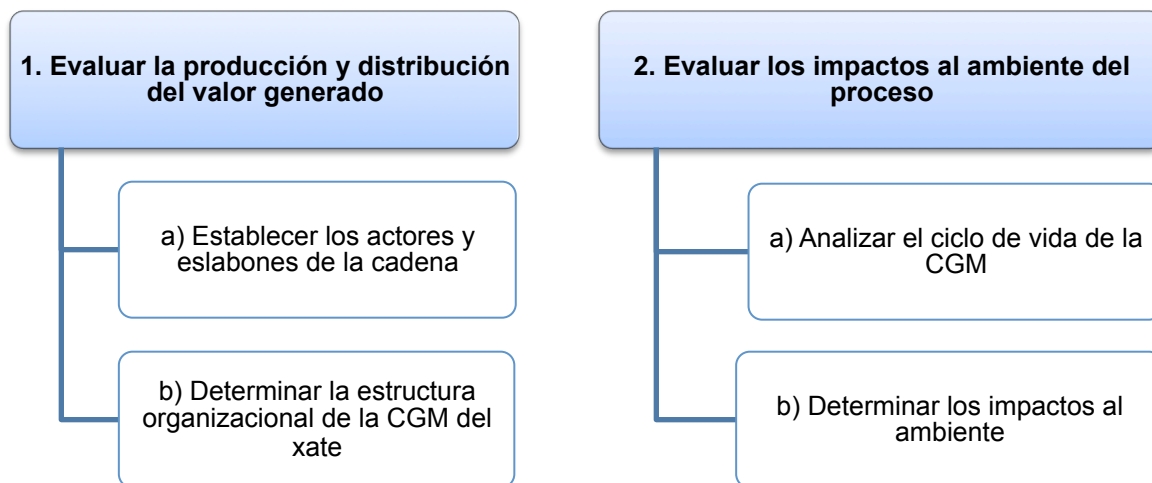 1. Evaluar la producción y distribución
del valor generado
a) Establecer los actores y
eslabones de la cadena
b) Determinar la estructura
organizacional de la CGM del
xate
2. Evaluar los impactos al ambiente del
proceso
a) Analizar el ciclo de vida de la
CGM
b) Determinar los impactos al
ambiente